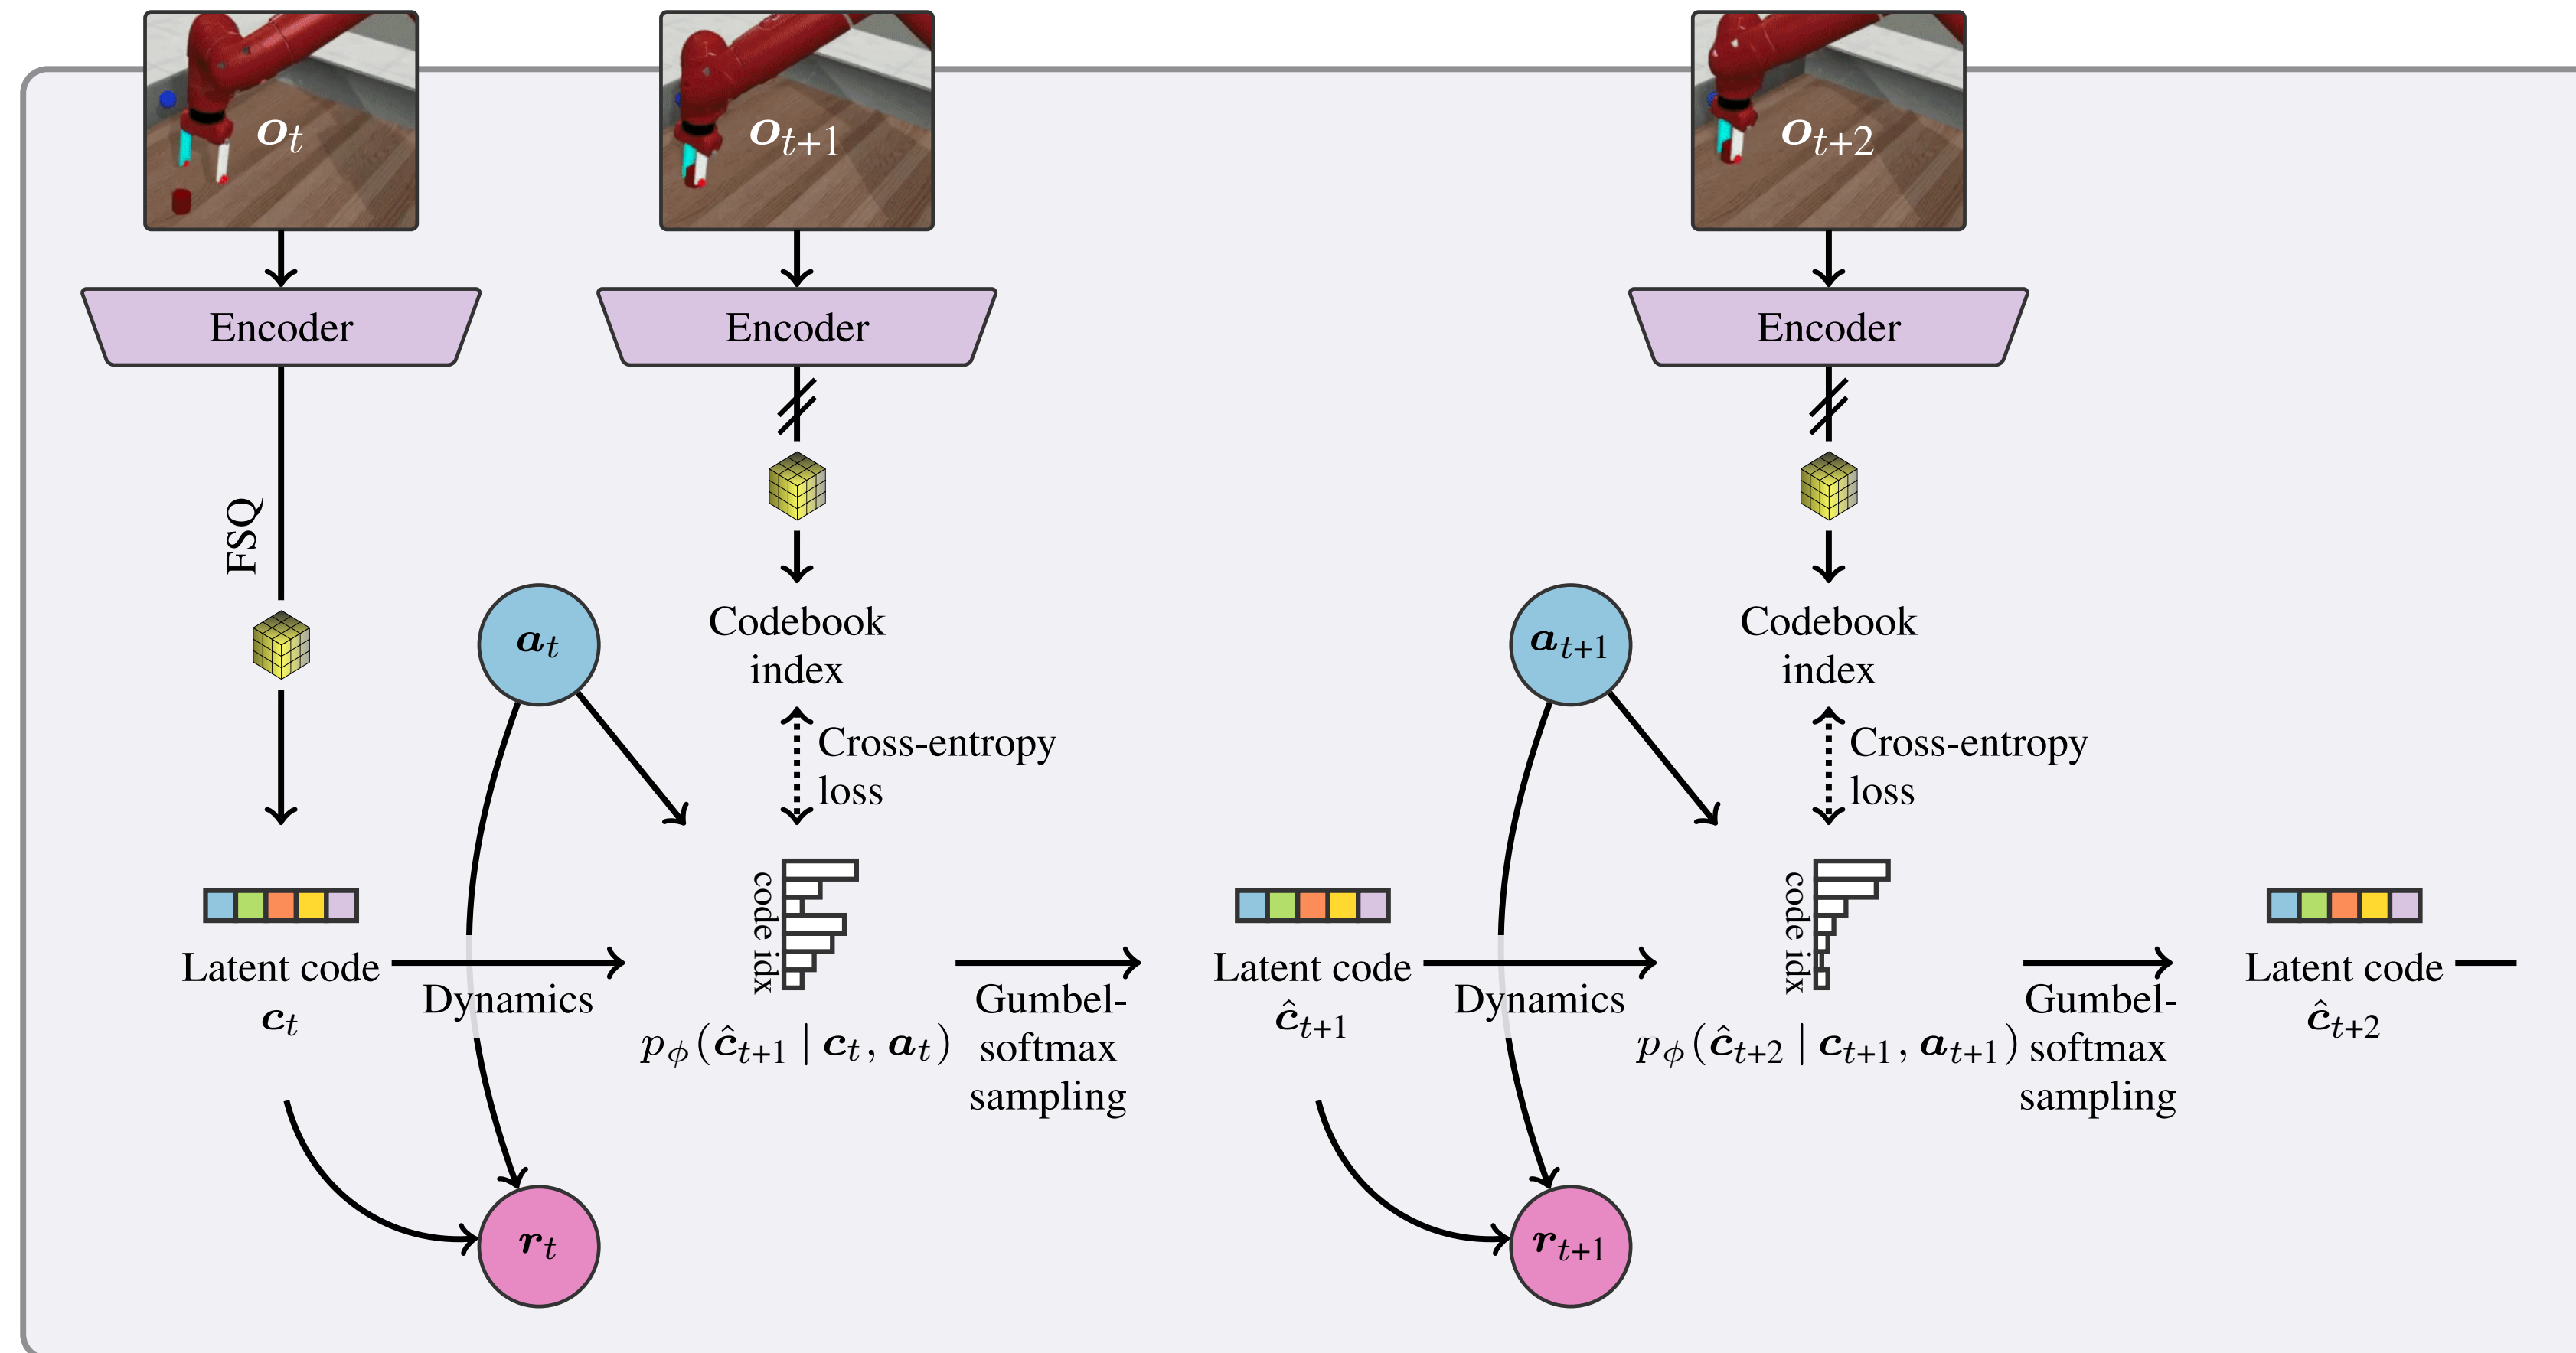 o_t
o_{t+1}
o_{t+2}
Encoder
Encoder
Encoder
FSQ
a_t
Codebook
index
Cross-entropy
loss
a_{t+1}
Codebook
index
Cross-entropy
loss
code idx
code idx
Latent code
c_t
Dynamics
p_ϕ(ĉ_{t+1} | c_t, a_t)
Gumbel-
softmax
sampling
Latent code
ĉ_{t+1}
Dynamics
p_ϕ(ĉ_{t+2} | c_{t+1}, a_{t+1})
Gumbel-
softmax
sampling
Latent code
ĉ_{t+2}
r_t
r_{t+1}